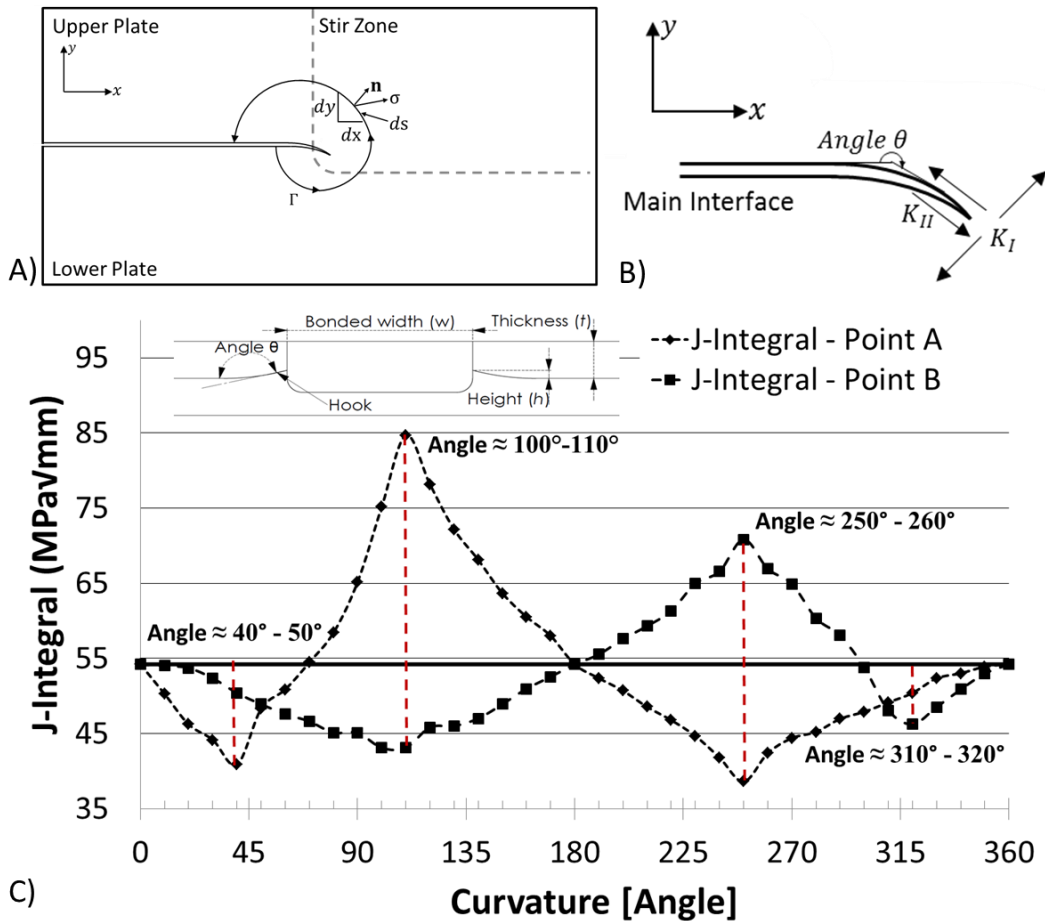 Upper Plate
Stir Zone
y
x
n
σ
dy
dx
ds
Γ
Lower Plate
A)
y
x
Angle θ
Main Interface
K_II
K_I
B)
Bonded width (w)
Thickness (t)
Angle θ
Hook
Height (h)
J-Integral - Point A
J-Integral - Point B
Angle ≈ 100°-110°
Angle ≈ 250° - 260°
Angle ≈ 40° - 50°
Angle ≈ 310° - 320°
J-Integral (MPa√mm)
95
85
75
65
55
45
35
0 45 90 135 180 225 270 315 360
C)
Curvature [Angle]